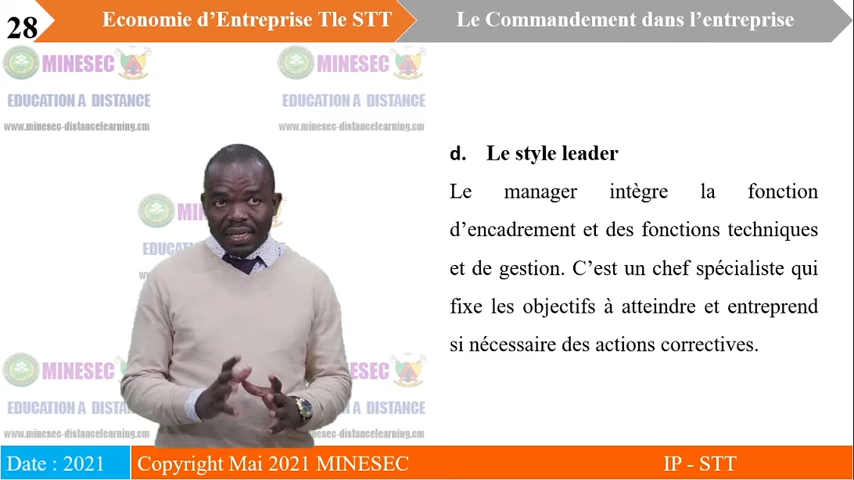 28
Economie d’Entreprise Tle STT
Le Commandement dans l’entreprise
MINESEC
MINESEC
EDUCATION A DISTANCE
EDUCATION A DISTANCE
www.minesec-distancelearning.cm
www.minesec-distancelearning.cm
d. Le style leader
Le manager intègre la fonction
d’encadrement et des fonctions techniques
et de gestion. C’est un chef spécialiste qui
fixe les objectifs à atteindre et entreprend
si nécessaire des actions correctives.
MINESEC
EDUCATION A DISTA
A DISTANCE
www.minesec-distancelearning.cm
-distancelearning.cm
Date : 2021
Copyright Mai 2021 MINESEC
IP - STT